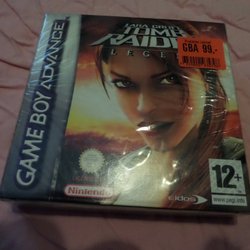 GAME BOY ADVANCE
LARA CROFT
TOMB
RAIDER
LEGEND
GBA 99,-
Nintendo
eidos
12+
www.pegi.info